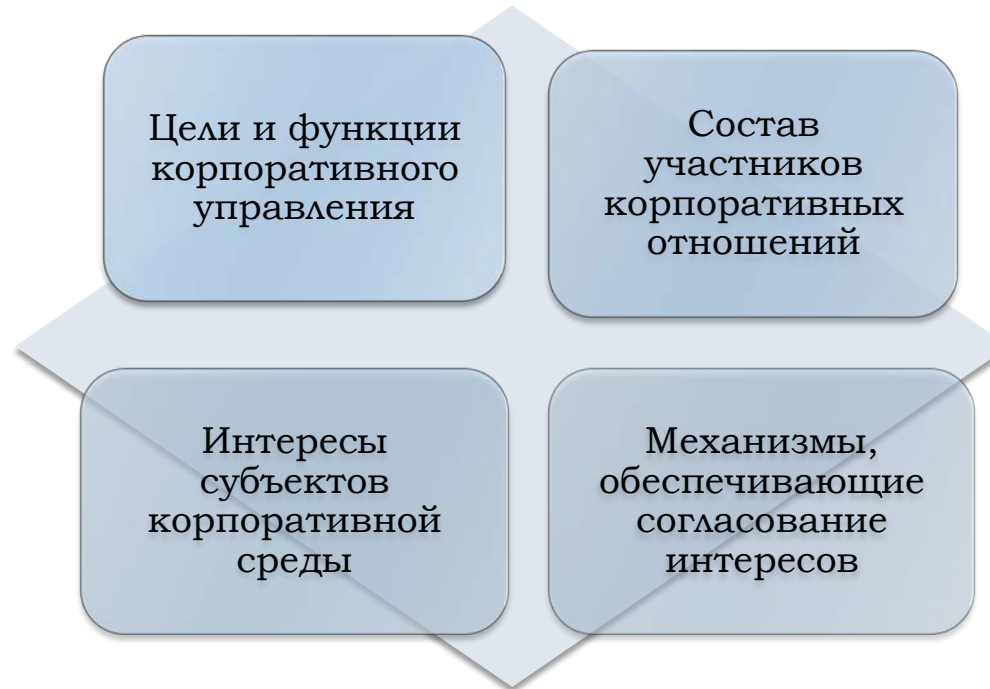 Цели и функции
корпоративного
управления
Состав
участников
корпоративных
отношений
Интересы
субъектов
корпоративной
среды
Механизмы,
обеспечивающие
согласование
интересов